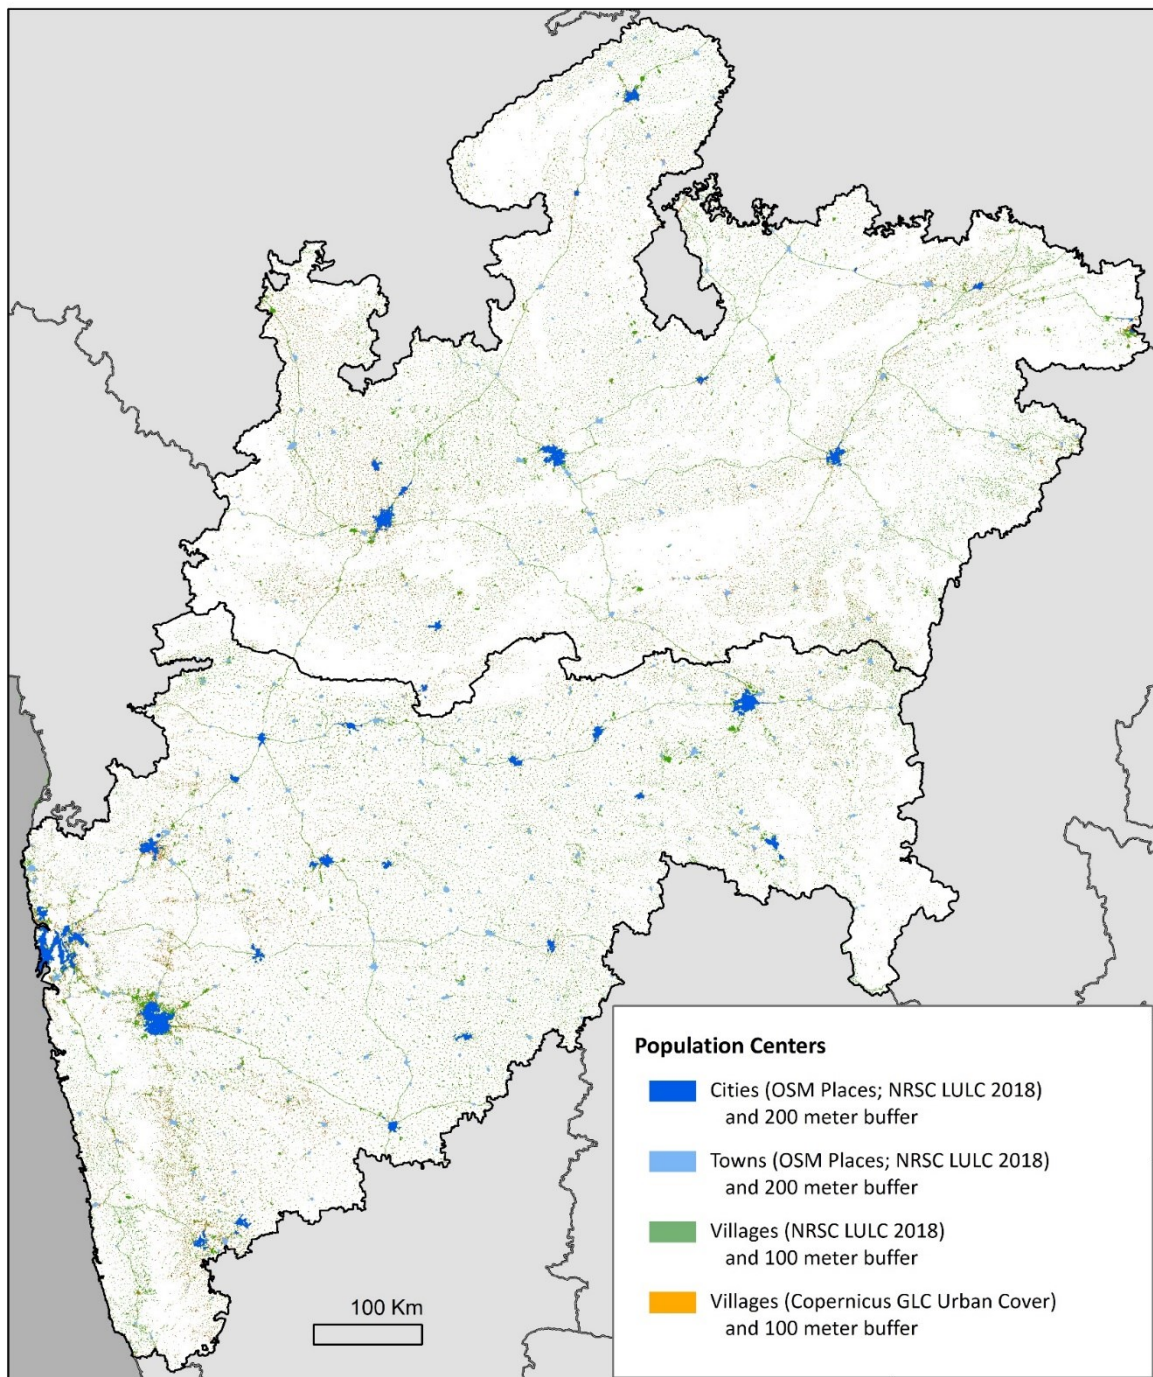 100 Km
Population Centers
Cities (OSM Places; NRSC LULC 2018)
and 200 meter buffer
Towns (OSM Places; NRSC LULC 2018)
and 200 meter buffer
Villages (NRSC LULC 2018)
and 100 meter buffer
Villages (Copernicus GLC Urban Cover)
and 100 meter buffer